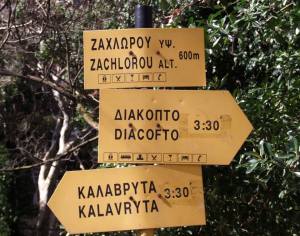 ΖΑΧΛΩΡΟΥ ΥΨ.
ZACHLOROU ALT. 600m
ΔΙΑΚΟΠΤΟ
DIACOFTO 3:30'
ΚΑΛΑΒΡΥΤΑ 3:30'
KALAVRYTA